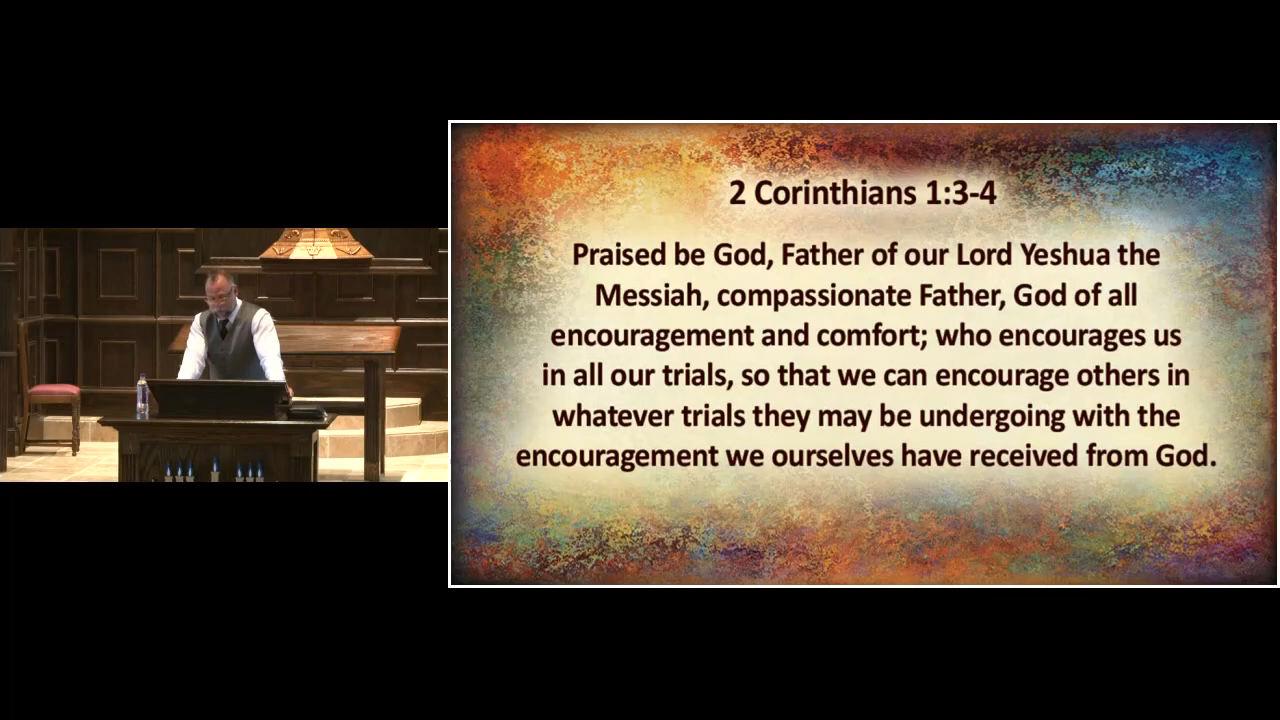 2 Corinthians 1:3-4
Praised be God, Father of our Lord Yeshua the
Messiah, compassionate Father, God of all
encouragement and comfort; who encourages us
in all our trials, so that we can encourage others in
whatever trials they may be undergoing with the
encouragement we ourselves have received from God.